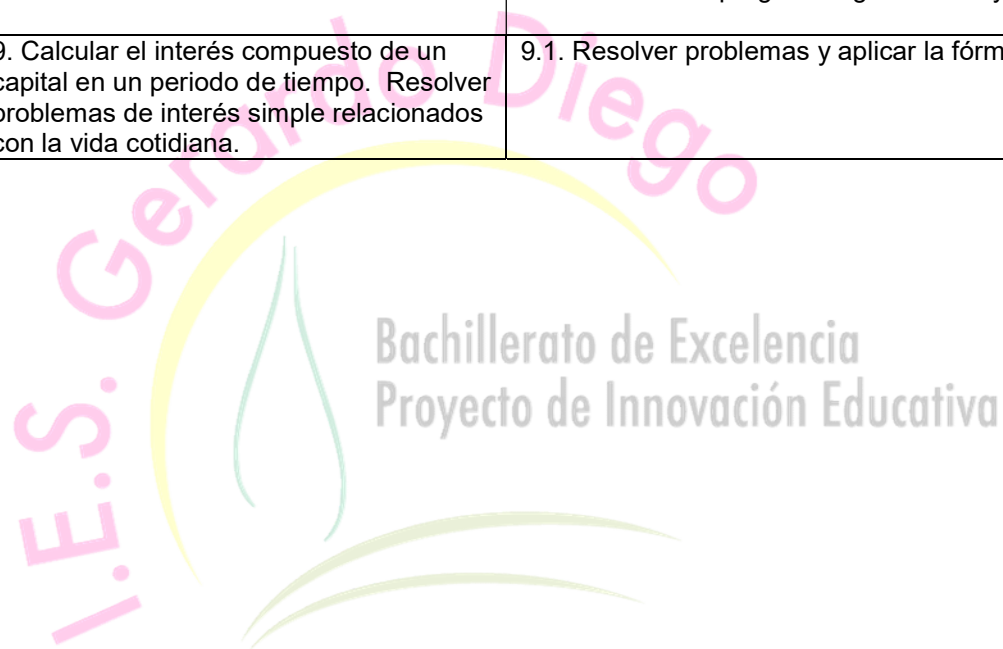 9. Calcular el interés compuesto de un
capital en un periodo de tiempo. Resolver
problemas de interés simple relacionados
con la vida cotidiana.
9.1. Resolver problemas y aplicar la fórm
I.E.S. Gerardo Diego
Bachillerato de Excelencia
Proyecto de Innovación Educativa